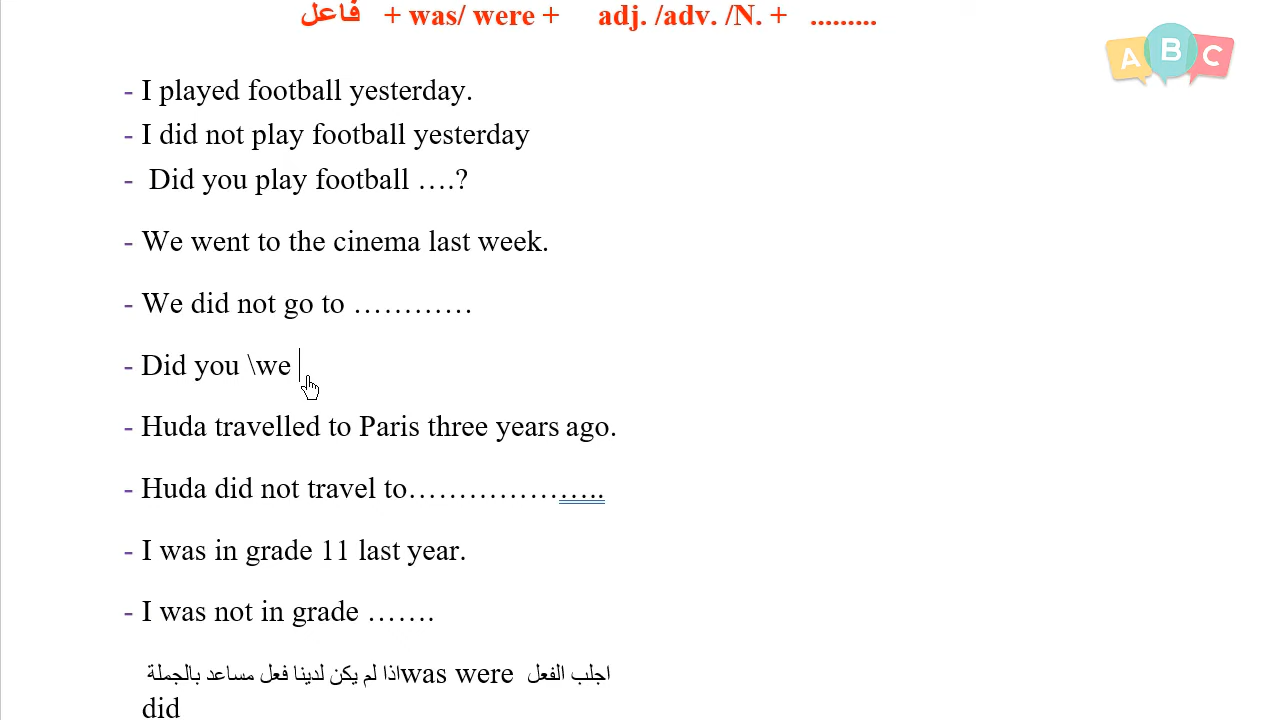 فاعل + was/ were + adj. /adv. /N. + .........
A B C
- I played football yesterday.
- I did not play football yesterday
- Did you play football ….?
- We went to the cinema last week.
- We did not go to …………
- Did you \we
- Huda travelled to Paris three years ago.
- Huda did not travel to…………………..
- I was in grade 11 last year.
- I was not in grade …….
اذا لم يكن لدينا فعل مساعد بالجملةwas were اجلب الفعل
did